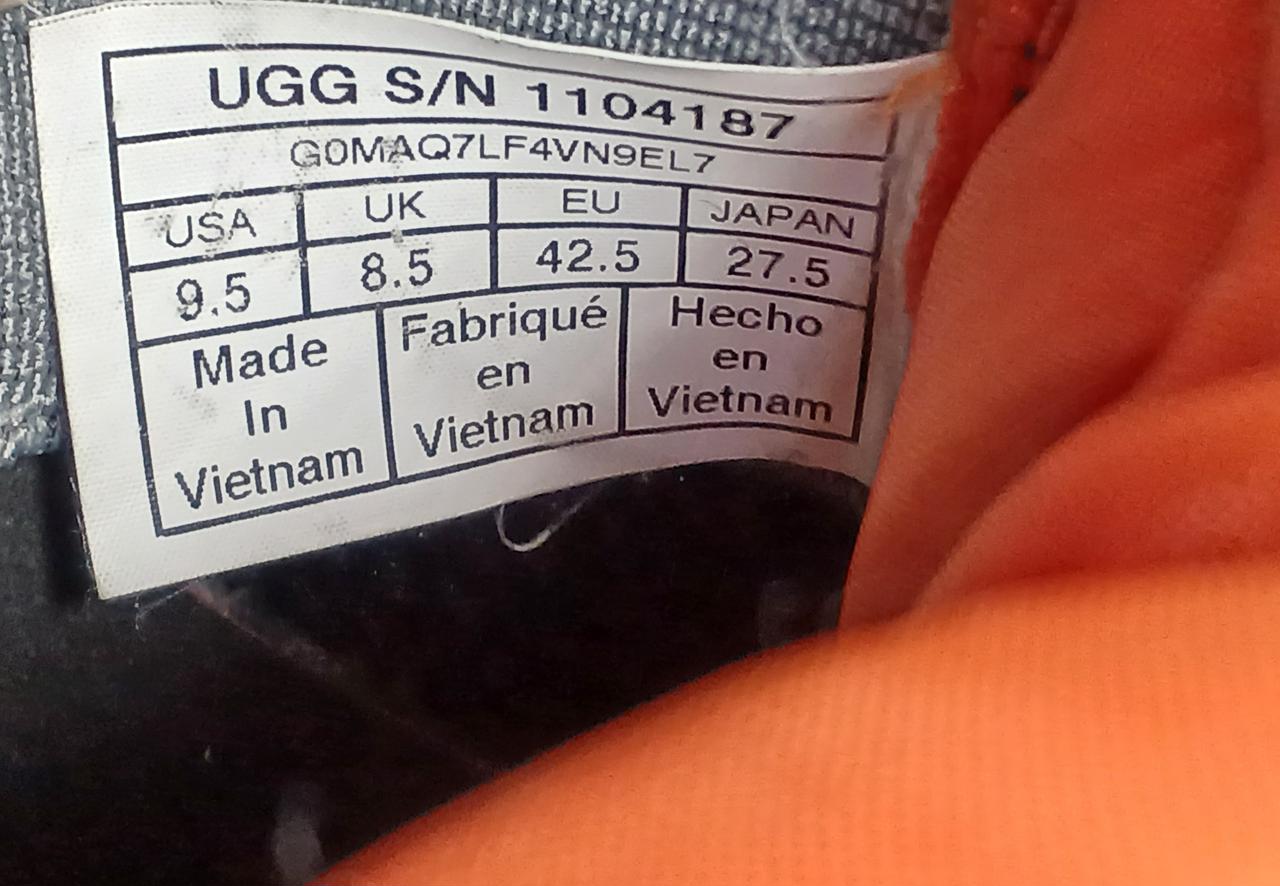 UGG S/N 1104187
G0MAQ7LF4VN9EL7
USA UK EU JAPAN
9.5 8.5 42.5 27.5
Made In Vietnam
Fabriqué en Vietnam
Hecho en Vietnam